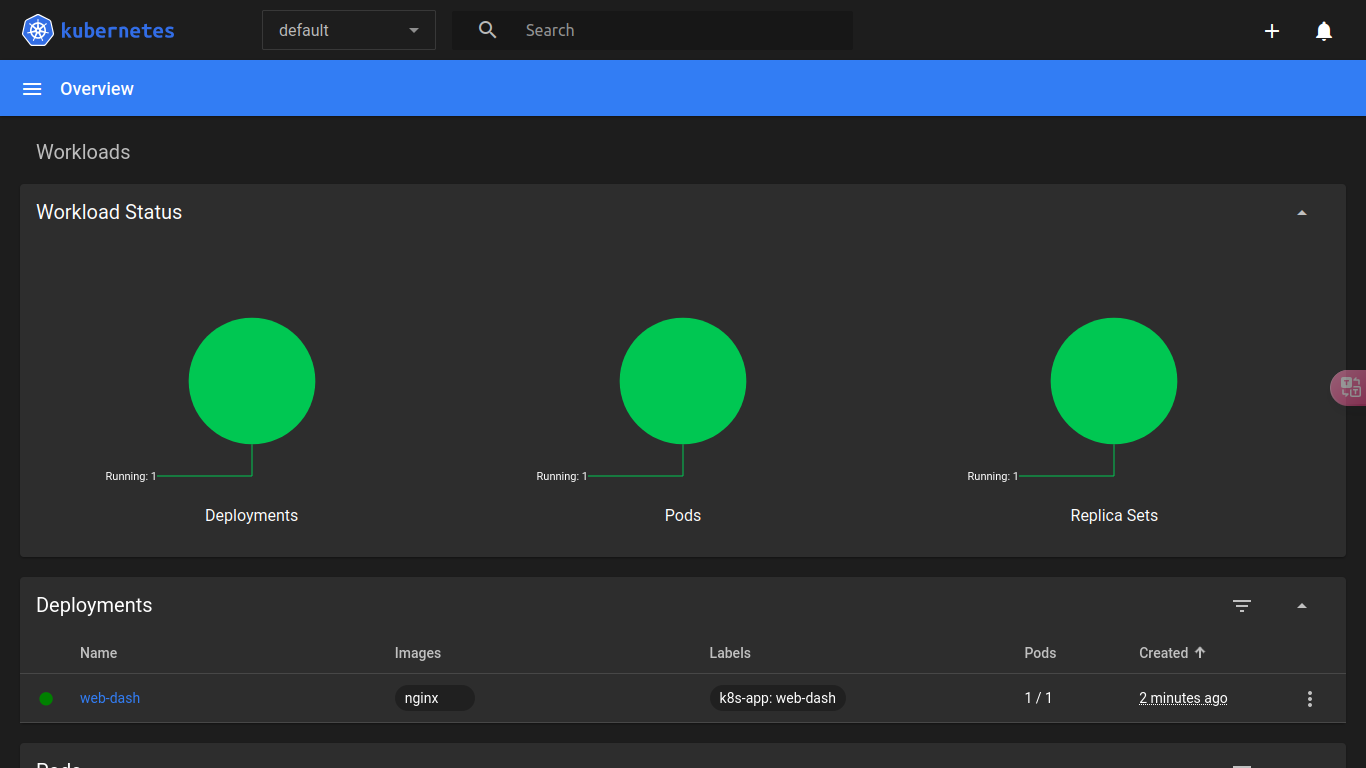 kubernetes
default
Search
Overview
Workloads
Workload Status
Running: 1
Running: 1
Running: 1
Deployments
Pods
Replica Sets
Deployments
Name Images Labels Pods Created
web-dash nginx k8s-app: web-dash 1 / 1 2 minutes ago
Pods